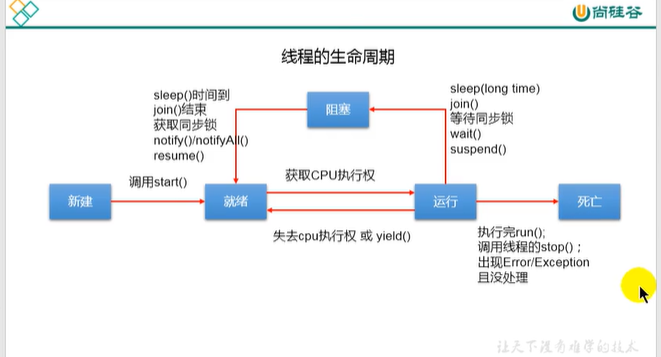 尚硅谷
线程的生命周期
sleep()时间到
join()结束
获取同步锁
notify()/notifyAll()
resume()
阻塞
sleep(long time)
join()
等待同步锁
wait()
suspend()
调用start()
获取CPU执行权
新建
就绪
运行
死亡
失去cpu执行权 或 yield()
执行完run();
调用线程的stop()；
出现Error/Exception
且没处理
让天下没有难学的技术